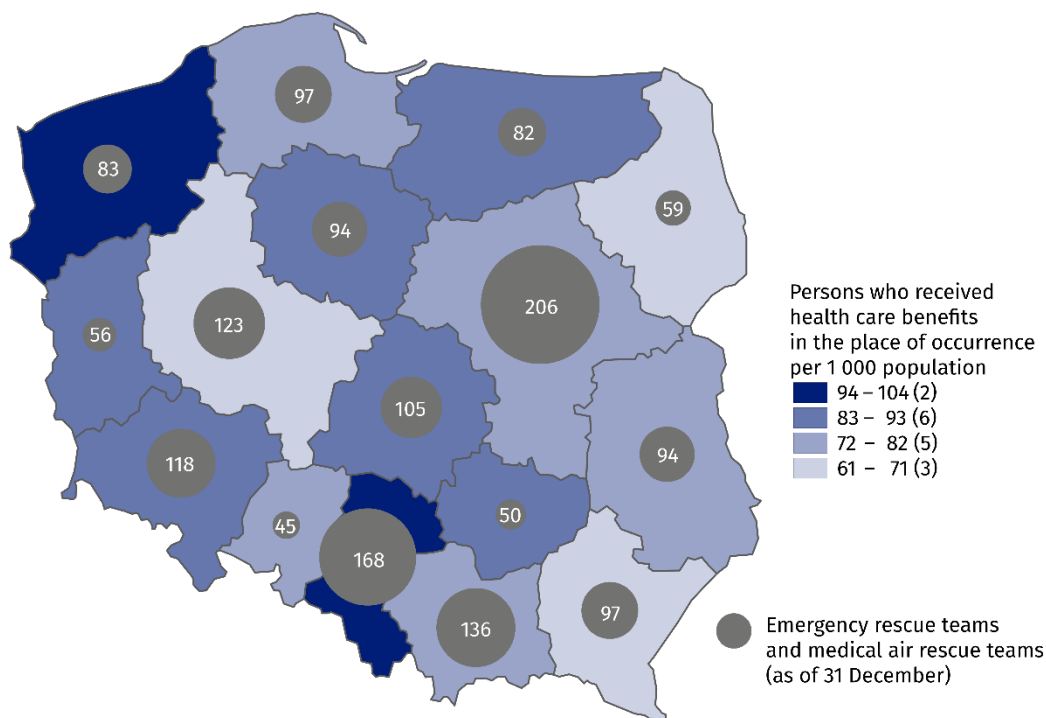 97
82
83
59
94
206
123
56
105
118
94
50
45
168
97
136
Persons who received
health care benefits
in the place of occurrence
per 1 000 population
94 – 104 (2)
83 – 93 (6)
72 – 82 (5)
61 – 71 (3)
Emergency rescue teams
and medical air rescue teams
(as of 31 December)